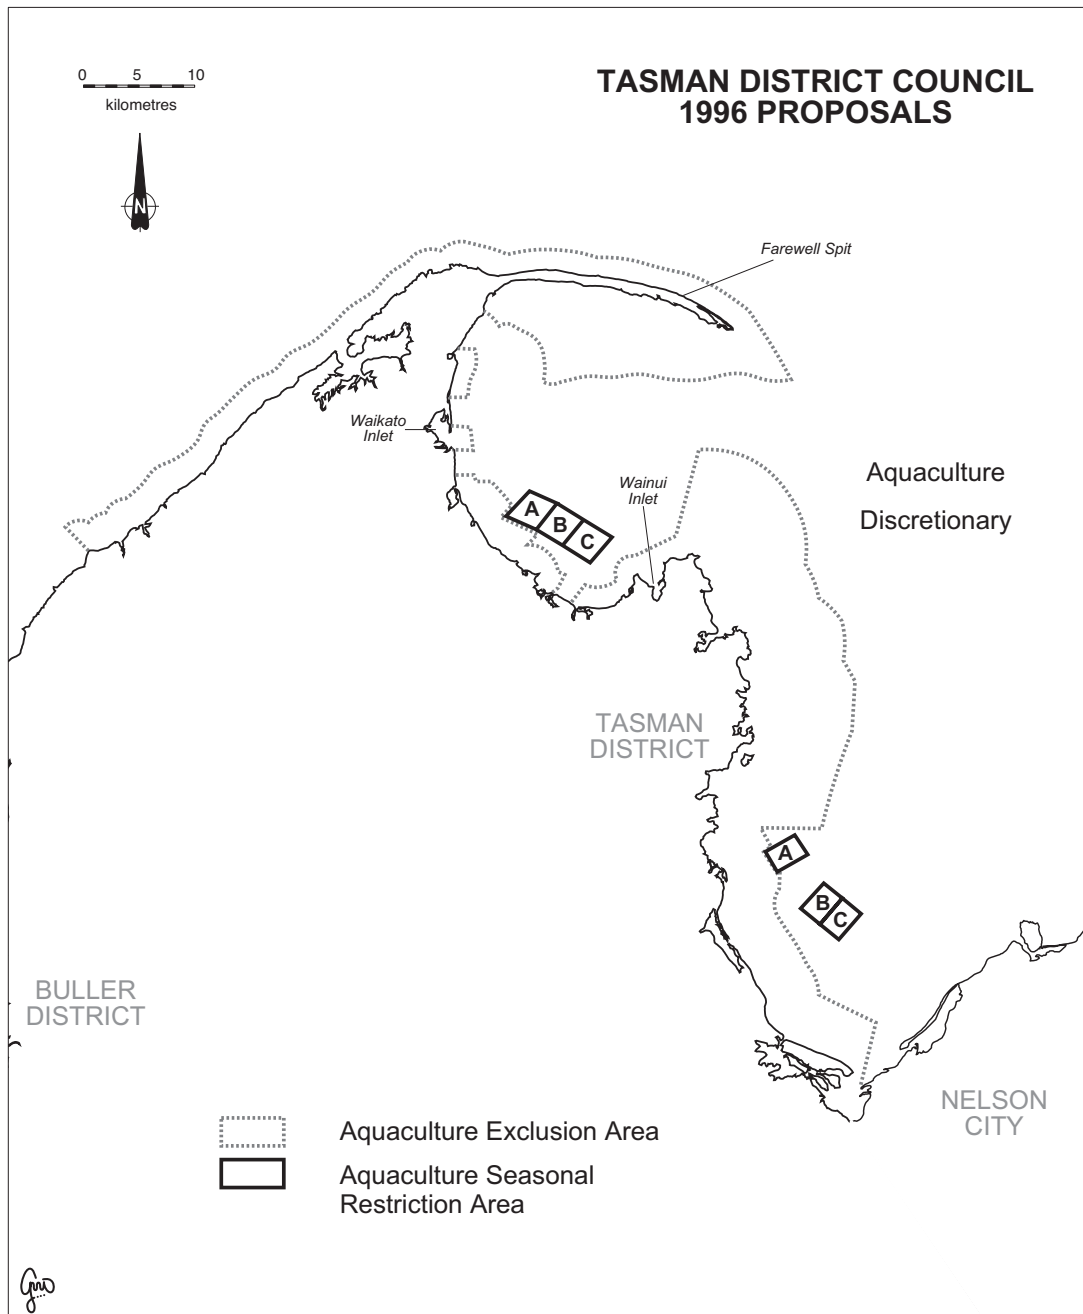 0 5 10
kilometres
N
TASMAN DISTRICT COUNCIL
1996 PROPOSALS
Farewell Spit
Waikato
Inlet
Wainui
Inlet
Aquaculture
Discretionary
A
B
C
TASMAN
DISTRICT
A
B
C
BULLER
DISTRICT
NELSON
CITY
Aquaculture Exclusion Area
Aquaculture Seasonal
Restriction Area